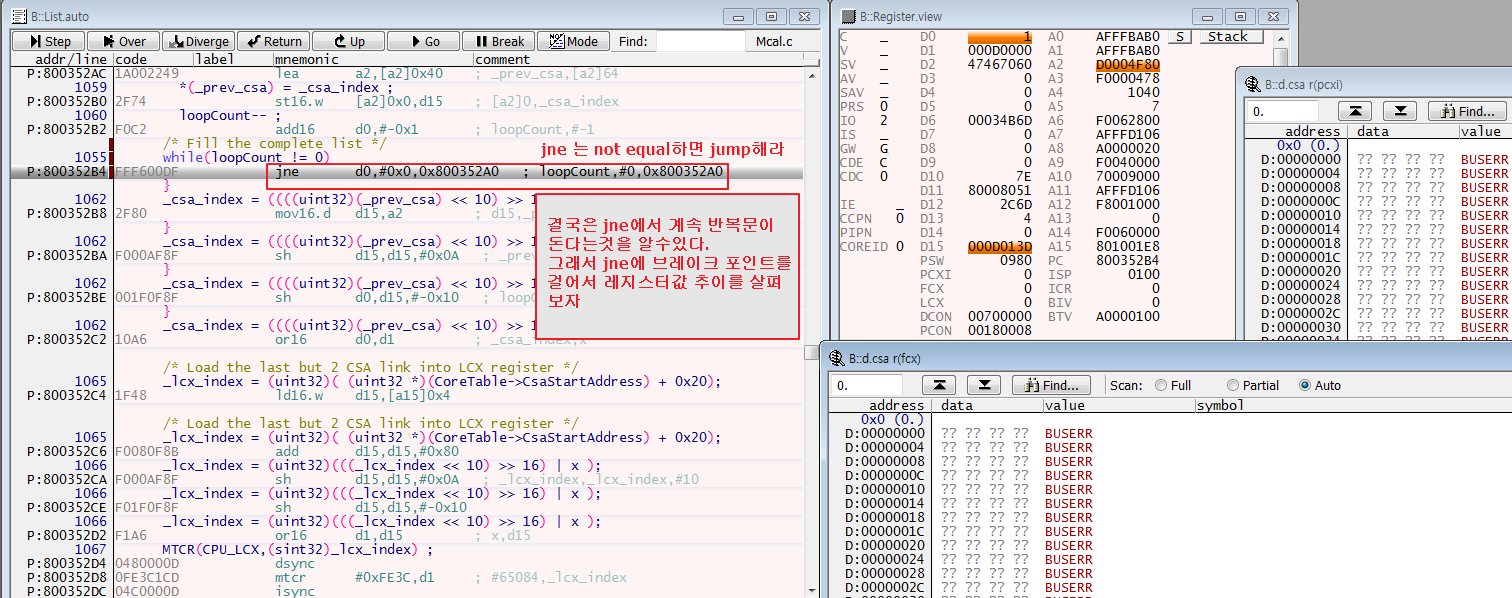 B::List.auto
Step Over Diverge Return Up Go Break Mode Find: Mcal.c
addr/line code label mnemonic comment
P:800352AC 1A002249 lea a2,[a2]0x40 ; _prev_csa,[a2]64
1059 *(_prev_csa) = _csa_index ;
P:800352B0 2F74 st16.w [a2]0x0,d15 ; [a2]0,_csa_index
1060 loopCount-- ;
P:800352B2 F0C2 add16 d0,#-0x1 ; loopCount,#-1
/* Fill the complete list */
1055 while(loopCount != 0)
jne 는 not equal하면 jump해라
P:800352B4 FFF600DF jne d0,#0x0,0x800352A0 ; loopCount,#0,0x800352A0
}
1062 _csa_index = ((((uint32)(_prev_csa) << 10) >> 1
P:800352B8 2F80 mov16.d d15,a2 ; d15,_
}
1062 _csa_index = ((((uint32)(_prev_csa) << 10) >> 1
P:800352BA F000AF8F sh d15,d15,#0x0A ; _prev
}
1062 _csa_index = ((((uint32)(_prev_csa) << 10) >> 1
P:800352BE 001F0F8F sh d0,d15,#-0x10 ; loop
}
1062 _csa_index = ((((uint32)(_prev_csa) << 10) >> 1
P:800352C2 10A6 or16 d0,d1 ; _csa_index,x
결국은 jne에서 계속 반복문이
돈다는것을 알수있다.
그래서 jne에 브레이크 포인트를
걸어서 레지스터값 추이를 살펴
보자
/* Load the last but 2 CSA link into LCX register */
1065 _lcx_index = (uint32)( (uint32 *)(CoreTable->CsaStartAddress) + 0x20);
P:800352C4 1F48 ld16.w d15,[a15]0x4
/* Load the last but 2 CSA link into LCX register */
1065 _lcx_index = (uint32)( (uint32 *)(CoreTable->CsaStartAddress) + 0x20);
P:800352C6 F0080F8B add d15,d15,#0x80
1066 _lcx_index = (uint32)(((_lcx_index << 10) >> 16) | x );
P:800352CA F000AF8F sh d15,d15,#0x0A ; _lcx_index,_lcx_index,#10
1066 _lcx_index = (uint32)(((_lcx_index << 10) >> 16) | x );
P:800352CE F01F0F8F sh d15,d15,#-0x10
1066 _lcx_index = (uint32)(((_lcx_index << 10) >> 16) | x );
P:800352D2 F1A6 or16 d1,d15 ; x,d15
1067 MTCR(CPU_LCX,(sint32)_lcx_index) ;
P:800352D4 0480000D dsync
P:800352D8 0FE3C1CD mtcr #0xFE3C,d1 ; #65084,_lcx_index
P:800352DC 04C0000D isync
B::Register.view
C _ D0 1 A0 AFFFBAB0 S Stack
V _ D1 000D0000 A1 AFFFBAB0
SV _ D2 47467060 A2 D0004F80
AV _ D3 0 A3 F0000478
SAV _ D4 0 A4 1040
PRS 0 D5 0 A5 7
IO 2 D6 00034B6D A6 F0062800
IS _ D7 0 A7 AFFFD106
GW G D8 0 A8 A0000020
CDE C D9 0 A9 F0040000
CDC 0 D10 7E A10 70009000
D11 80008051 A11 AFFFD106
IE _ D12 2C6D A12 F8001000
CCPN 0 D13 4 A13 0
PIPN D14 0 A14 F0060000
COREID 0 D15 000D013D A15 801001E8
PSW 0980 PC 800352B4
PCXI 0 ISP 0100
FCX 0 ICR 0
LCX 0 BIV 0
DCON 00700000 BTV A0000100
PCON 00180008
B::d.csa r(pcxi)
0. Find...
address data value
0x0 (0.)
D:00000000 ?? ?? ?? ?? BUSERR
D:00000004 ?? ?? ?? ?? BUSERR
D:00000008 ?? ?? ?? ?? BUSERR
D:0000000C ?? ?? ?? ?? BUSERR
D:00000010 ?? ?? ?? ?? BUSERR
D:00000014 ?? ?? ?? ?? BUSERR
D:00000018 ?? ?? ?? ?? BUSERR
D:0000001C ?? ?? ?? ?? BUSERR
D:00000020 ?? ?? ?? ?? BUSERR
D:00000024 ?? ?? ?? ?? BUSERR
D:00000028 ?? ?? ?? ?? BUSERR
D:0000002C ?? ?? ?? ?? BUSERR
D:00000030 ?? ?? ?? ?? BUSERR
B::d.csa r(fcx)
0. Find... Scan: Full Partial Auto
address data value symbol
0x0 (0.)
D:00000000 ?? ?? ?? ?? BUSERR
D:00000004 ?? ?? ?? ?? BUSERR
D:00000008 ?? ?? ?? ?? BUSERR
D:0000000C ?? ?? ?? ?? BUSERR
D:00000010 ?? ?? ?? ?? BUSERR
D:00000014 ?? ?? ?? ?? BUSERR
D:00000018 ?? ?? ?? ?? BUSERR
D:0000001C ?? ?? ?? ?? BUSERR
D:00000020 ?? ?? ?? ?? BUSERR
D:00000024 ?? ?? ?? ?? BUSERR
D:00000028 ?? ?? ?? ?? BUSERR
D:0000002C ?? ?? ?? ?? BUSERR